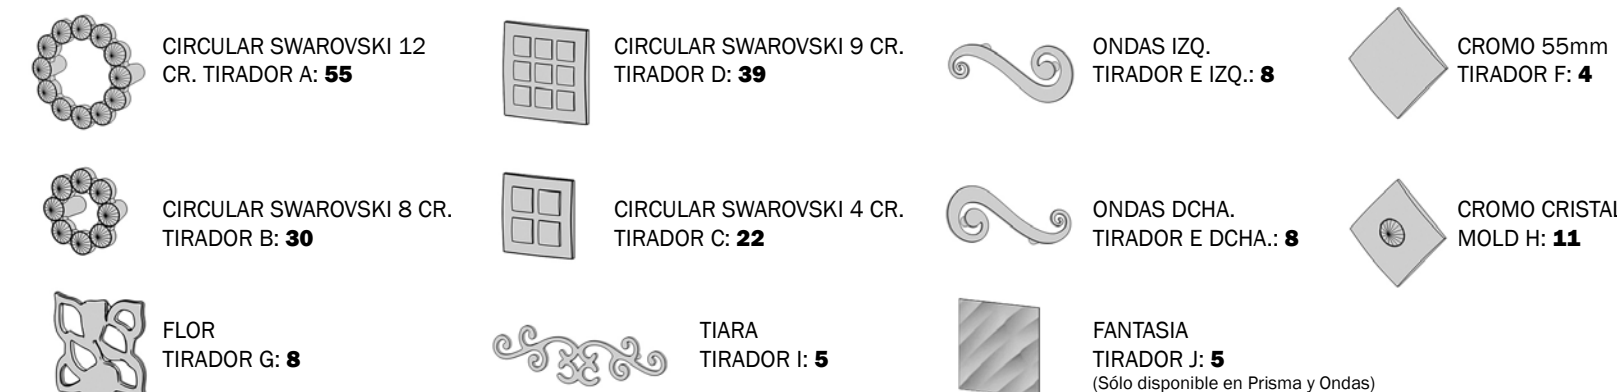 CIRCULAR SWAROVSKI 12
CR. TIRADOR A: 55
CIRCULAR SWAROVSKI 9 CR.
TIRADOR D: 39
ONDAS IZQ.
TIRADOR E IZQ.: 8
CROMO 55mm
TIRADOR F: 4
CIRCULAR SWAROVSKI 8 CR.
TIRADOR B: 30
CIRCULAR SWAROVSKI 4 CR.
TIRADOR C: 22
ONDAS DCHA.
TIRADOR E DCHA.: 8
CROMO CRISTAL
MOLD H: 11
FLOR
TIRADOR G: 8
TIARA
TIRADOR I: 5
FANTASIA
TIRADOR J: 5
(Sólo disponible en Prisma y Ondas)